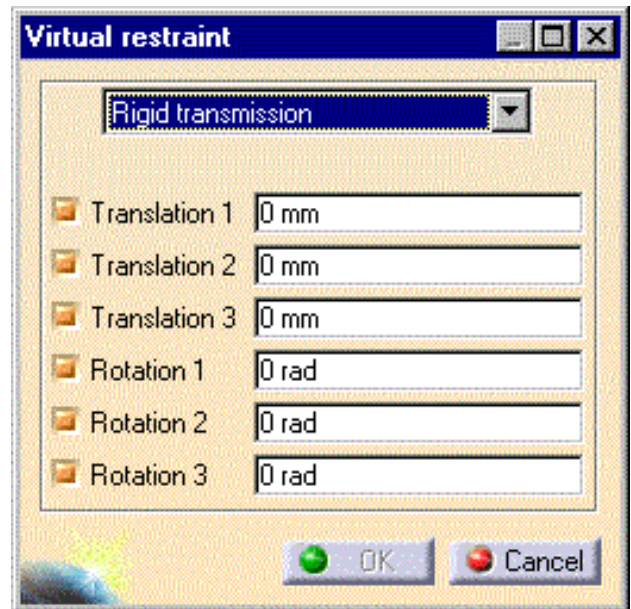 Virtual restraint
Rigid transmission
Translation 1 0 mm
Translation 2 0 mm
Translation 3 0 mm
Rotation 1 0 rad
Rotation 2 0 rad
Rotation 3 0 rad
OK Cancel